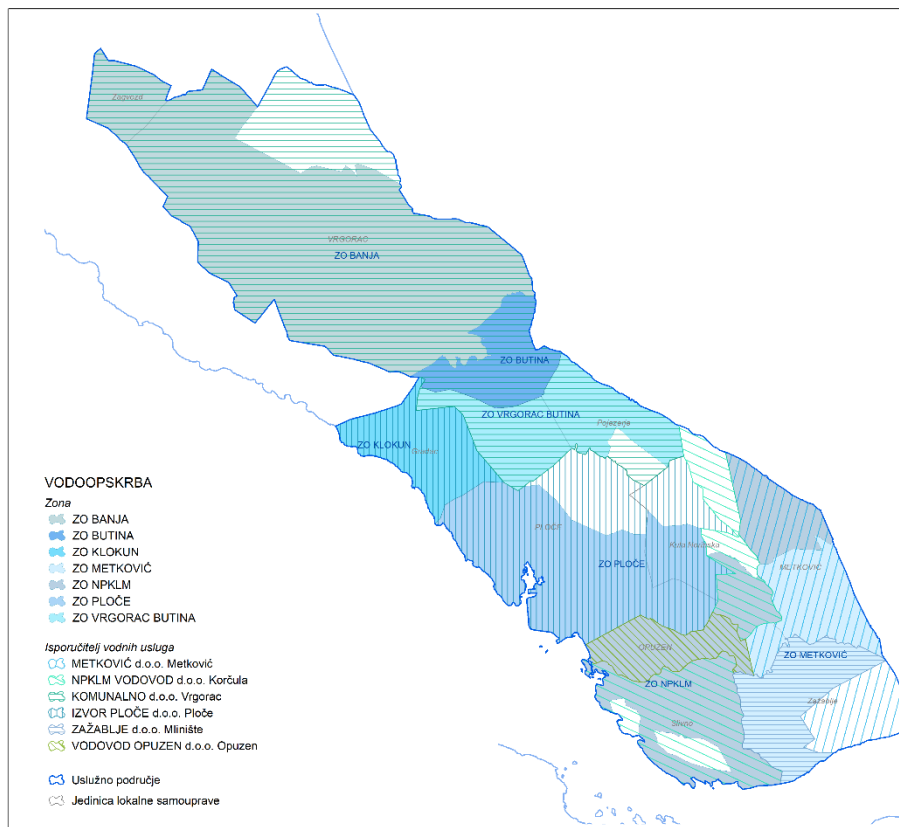 Zagvozd
VRGORAC
ZO BANJA
ZO BUTINA
ZO VRGORAC BUTINA
Pojezerje
ZO KLOKUN
Gradac
PLOČE
Kula Norinska
ZO PLOČE
METKOVIĆ
OPUZEN
ZO METKOVIĆ
ZO NPKLM
Zažablje
Slivno
VODOOPSKRBA
Zona
ZO BANJA
ZO BUTINA
ZO KLOKUN
ZO METKOVIĆ
ZO NPKLM
ZO PLOČE
ZO VRGORAC BUTINA
Isporučitelj vodnih usluga
METKOVIĆ d.o.o. Metković
NPKLM VODOVOD d.o.o. Korčula
KOMUNALNO d.o.o. Vrgorac
IZVOR PLOČE d.o.o. Ploče
ZAŽABLJE d.o.o. Mlinište
VODOVOD OPUZEN d.o.o. Opuzen
Uslužno područje
Jedinica lokalne samouprave